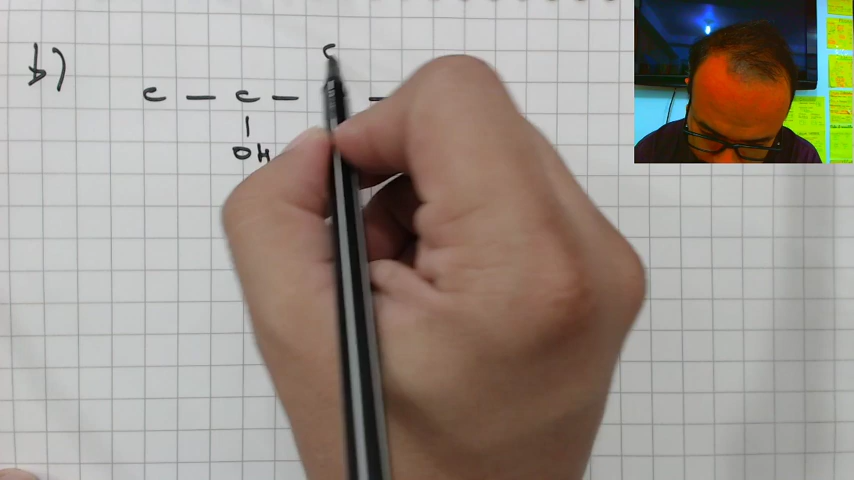 b)
c
c — c — —
|
OH